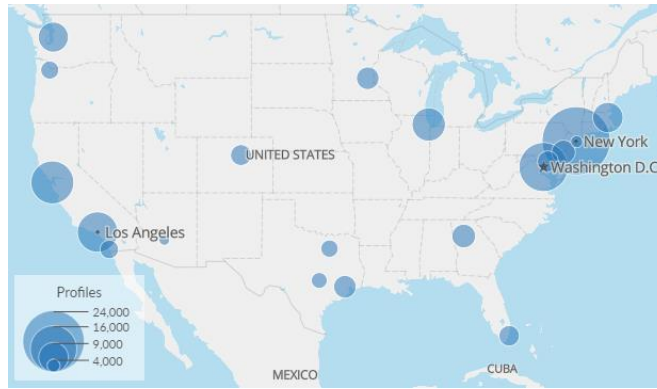 UNITED STATES
New York
Washington D.C
Los Angeles
Profiles
24,000
16,000
9,000
4,000
MEXICO
CUBA